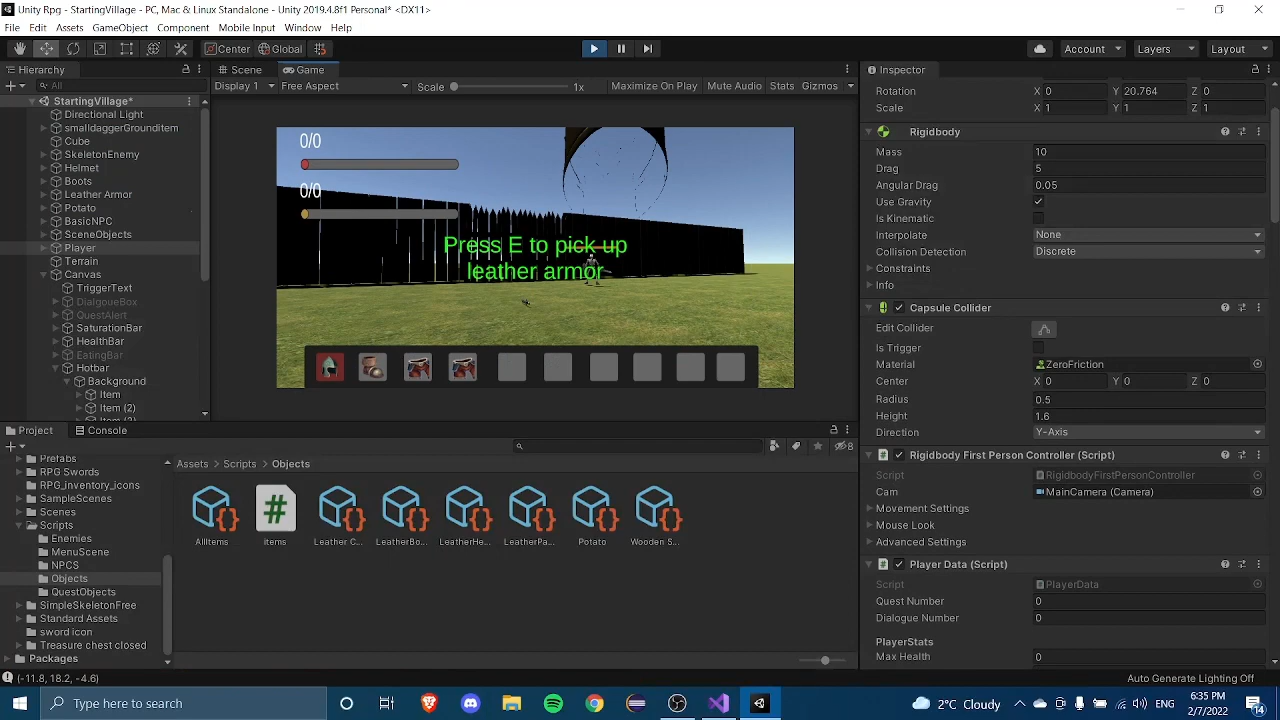 Unity Rpg - StartingVillage - PC, Mac & Linux Standalone - Unity 2019.4.8f1 Personal* <DX11>
File Edit Assets GameObject Component Mobile Input Window Help
Center Global Account Layers Layout
Hierarchy Scene Game Inspector
All
Display 1 Free Aspect Scale 1x Maximize On Play Mute Audio Stats Gizmos
StartingVillage*
Directional Light
smalldaggerGrounditem
Cube
SkeletonEnemy
Helmet
Boots
Leather Armor
Potato
BasicNPC
SceneObjects
Player
Terrain
Canvas
TriggerText
DialgoueBox
QuestAlert
SaturationBar
HealthBar
EatingBar
Hotbar
Background
Item
Item (2)
0/0
0/0
Press E to pick up
leather armor
Rotation X 0 Y 20.764 Z 0
Scale X 1 Y 1 Z 1
Rigidbody
Mass 10
Drag 5
Angular Drag 0.05
Use Gravity
Is Kinematic
Interpolate None
Collision Detection Discrete
Constraints
Info
Capsule Collider
Edit Collider
Is Trigger
Material ZeroFriction
Center X 0 Y 0 Z 0
Radius 0.5
Height 1.6
Direction Y-Axis
Rigidbody First Person Controller (Script)
Script RigidbodyFirstPersonController
Cam MainCamera (Camera)
Movement Settings
Mouse Look
Advanced Settings
Player Data (Script)
Script PlayerData
Quest Number 0
Dialogue Number 0
PlayerStats
Max Health 0
Project Console
8
Prefabs
RPG Swords
RPG_inventory_icons
SampleScenes
Scenes
Scripts
Enemies
MenuScene
NPCS
Objects
QuestObjects
SimpleSkeletonFree
Standard Assets
sword icon
Treasure chest closed
Packages
Assets > Scripts > Objects
AllItems items Leather C... LeatherBo... LeatherHe... LeatherPa... Potato Wooden S...
(-11.8, 18.2, -4.6)
Auto Generate Lighting Off
Type here to search
2°C Cloudy
ENG
6:35 PM
2/7/2022
4